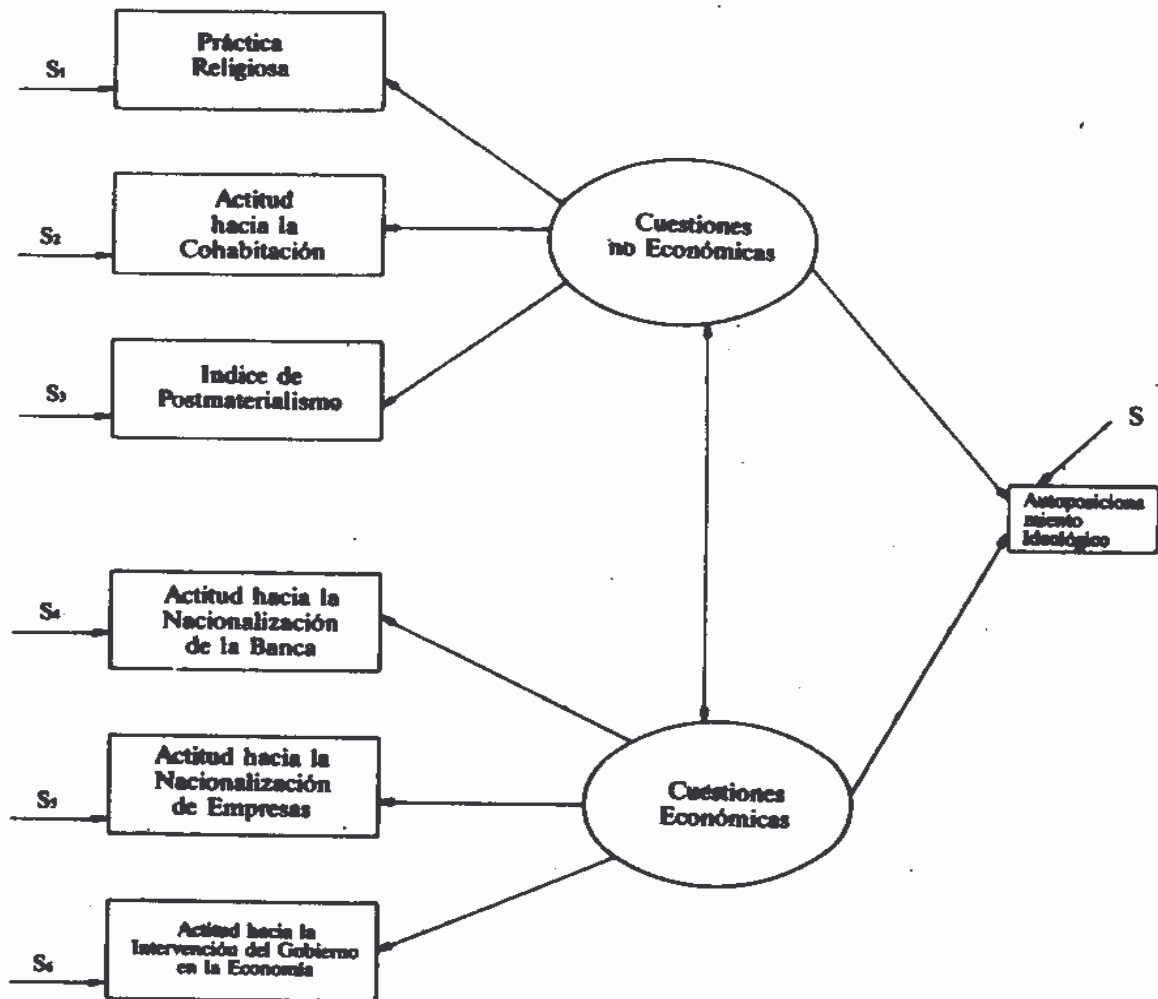 Práctica
Religiosa
S₁
Actitud
hacia la
Cohabitación
S₂
Cuestiones
no Económicas
Indice de
Postmaterialismo
S₃
S
Autoposiciona
miento
Ideológico
Actitud hacia la
Nacionalización
de la Banca
S₄
Actitud hacia la
Nacionalización
de Empresas
S₅
Cuestiones
Económicas
Actitud hacia la
Intervención del Gobierno
en la Economía
S₆